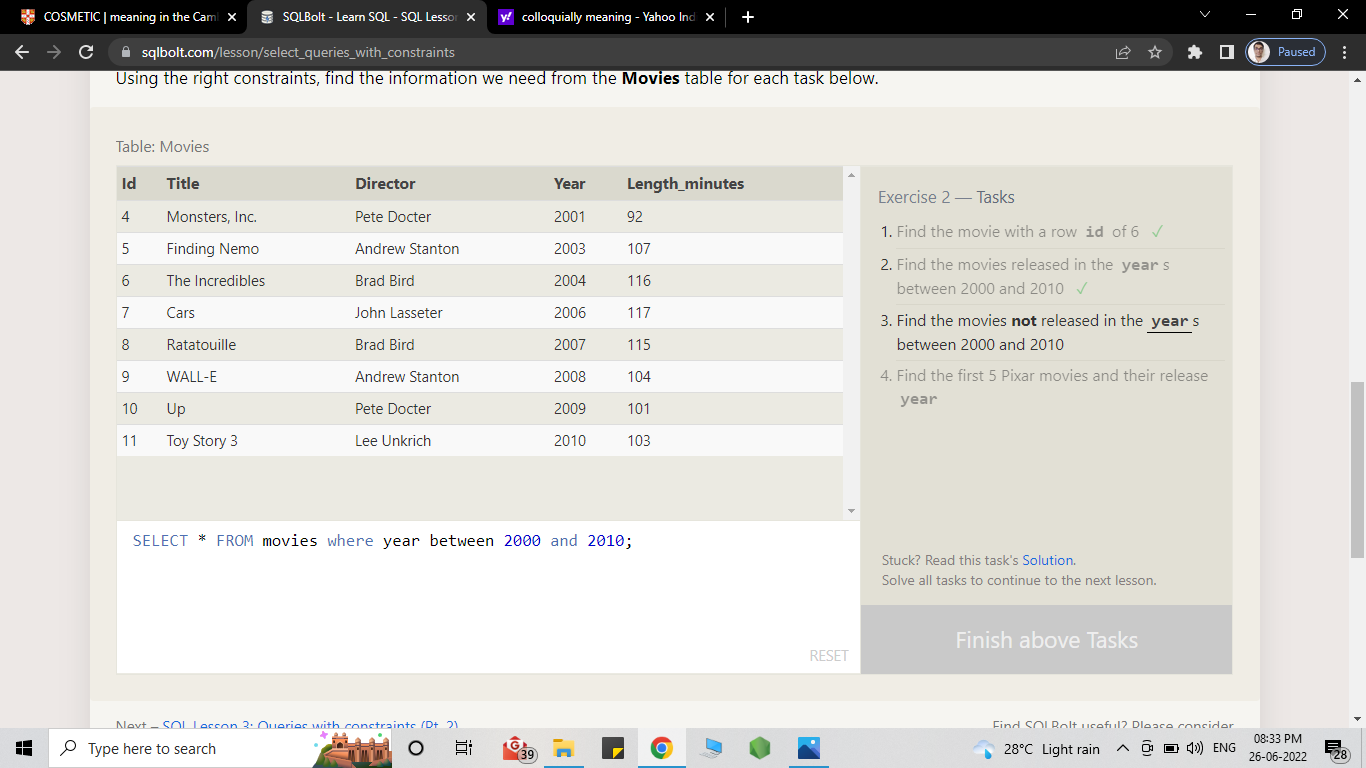 COSMETIC | meaning in the Cam
SQLBolt - Learn SQL - SQL Lesson
colloquially meaning - Yahoo Ind
sqlbolt.com/lesson/select_queries_with_constraints
Paused
Using the right constraints, find the information we need from the Movies table for each task below.
Table: Movies
Id Title Director Year Length_minutes
4 Monsters, Inc. Pete Docter 2001 92
5 Finding Nemo Andrew Stanton 2003 107
6 The Incredibles Brad Bird 2004 116
7 Cars John Lasseter 2006 117
8 Ratatouille Brad Bird 2007 115
9 WALL-E Andrew Stanton 2008 104
10 Up Pete Docter 2009 101
11 Toy Story 3 Lee Unkrich 2010 103
SELECT * FROM movies where year between 2000 and 2010;
RESET
Exercise 2 — Tasks
1. Find the movie with a row id of 6 ✓
2. Find the movies released in the year s
between 2000 and 2010 ✓
3. Find the movies not released in the year s
between 2000 and 2010
4. Find the first 5 Pixar movies and their release
year
Stuck? Read this task's Solution.
Solve all tasks to continue to the next lesson.
Finish above Tasks
Next – SQL Lesson 3: Queries with constraints (Pt. 2)
Find SQLBolt useful? Please consider
Type here to search
39
28°C Light rain
ENG
08:33 PM
26-06-2022
28